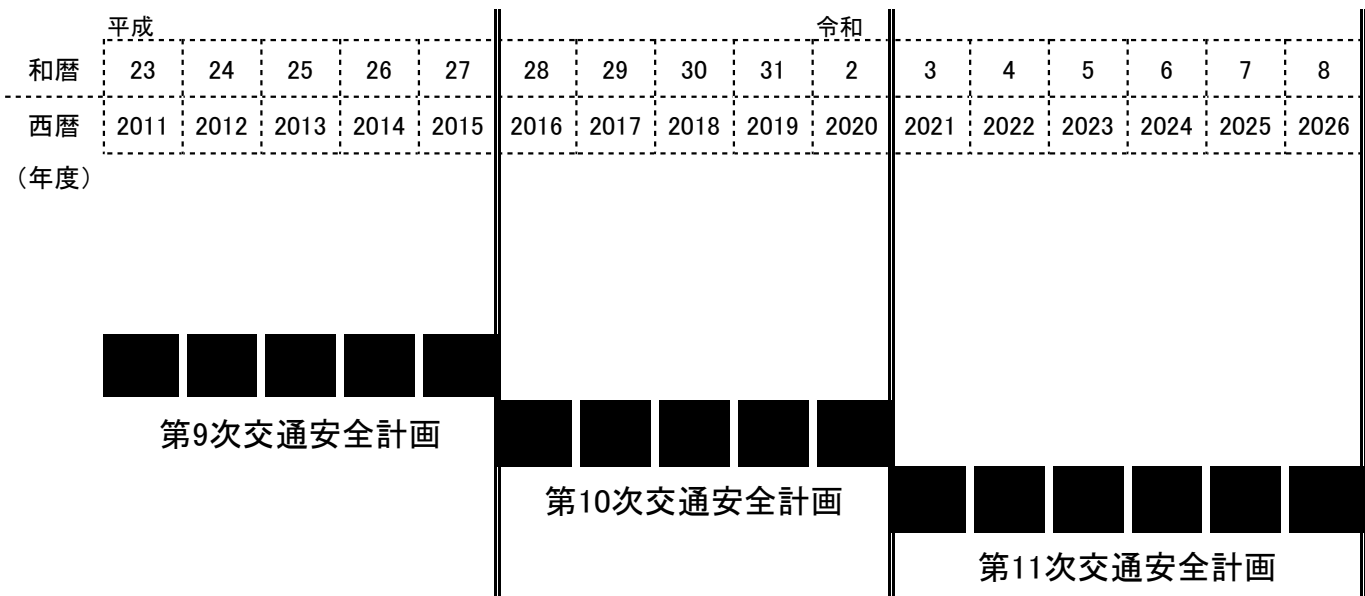 平成 令和
和暦 23 24 25 26 27 28 29 30 31 2 3 4 5 6 7 8
西暦 2011 2012 2013 2014 2015 2016 2017 2018 2019 2020 2021 2022 2023 2024 2025 2026
（年度）
第9次交通安全計画
第10次交通安全計画
第11次交通安全計画